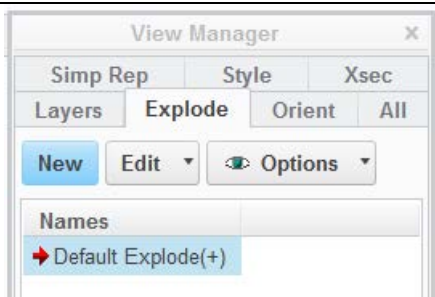 View Manager
Simp Rep Style Xsec
Layers Explode Orient All
New Edit Options
Names
Default Explode(+)